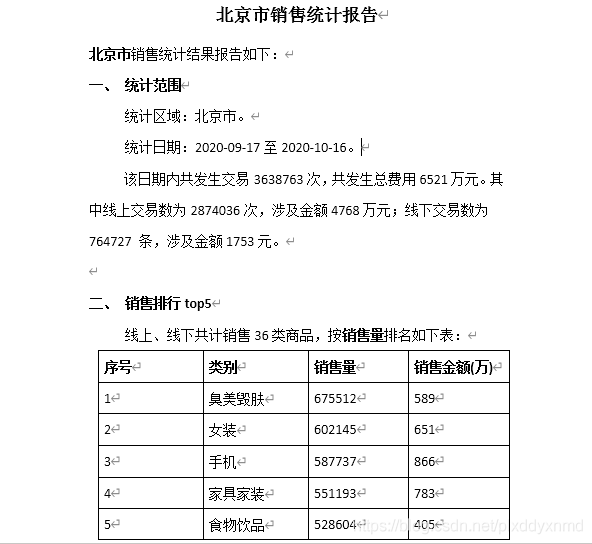 北京市销售统计报告
北京市销售统计结果报告如下：
一、 统计范围
统计区域：北京市。
统计日期：2020-09-17 至 2020-10-16。
该日期内共发生交易 3638763 次，共发生总费用 6521 万元。其
中线上交易数为 2874036 次，涉及金额 4768 万元；线下交易数为
764727 条，涉及金额 1753 元。
二、 销售排行 top5
线上、线下共计销售 36 类商品，按销售量排名如下表：
序号 类别 销售量 销售金额(万)
1 臭美毁肤 675512 589
2 女装 602145 651
3 手机 587737 866
4 家具家装 551193 783
5 食物饮品 528604 405